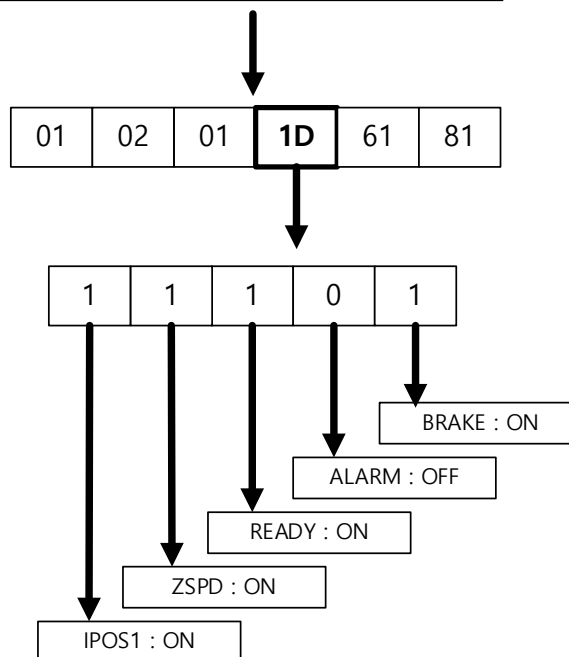 01 02 01 1D 61 81
1 1 1 0 1
BRAKE : ON
ALARM : OFF
READY : ON
ZSPD : ON
IPOS1 : ON